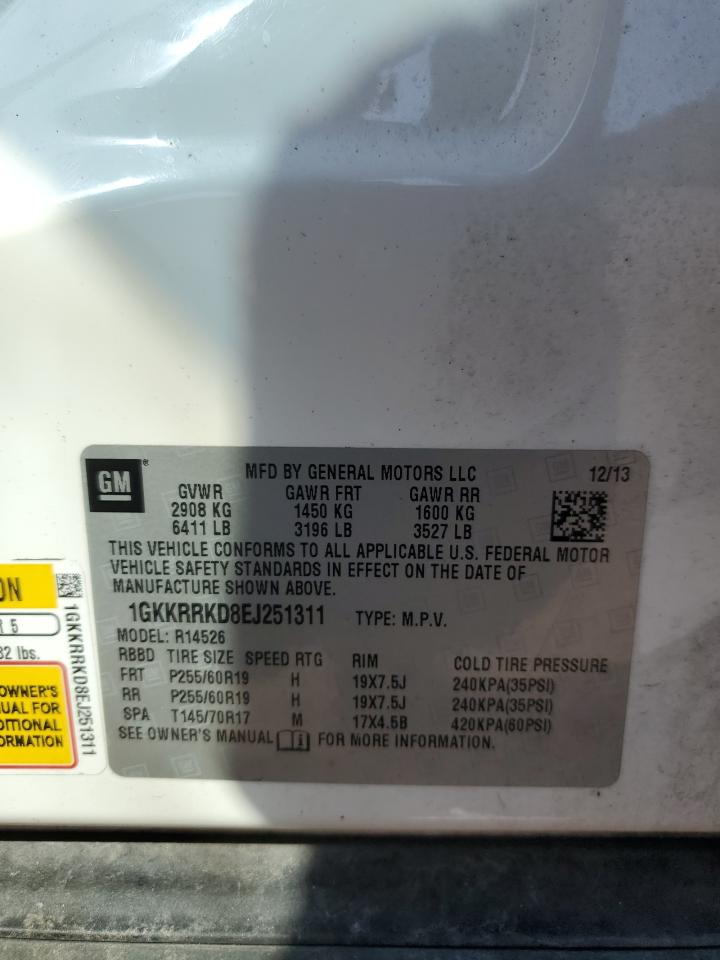 GM ®
MFD BY GENERAL MOTORS LLC 12/13
GVWR GAWR FRT GAWR RR
2908 KG 1450 KG 1600 KG
6411 LB 3196 LB 3527 LB
THIS VEHICLE CONFORMS TO ALL APPLICABLE U.S. FEDERAL MOTOR
VEHICLE SAFETY STANDARDS IN EFFECT ON THE DATE OF
MANUFACTURE SHOWN ABOVE.
1GKKRRKD8EJ251311 TYPE: M.P.V.
MODEL: R14526
RBBD TIRE SIZE SPEED RTG RIM COLD TIRE PRESSURE
FRT P255/60R19 H 19X7.5J 240KPA(35PSI)
RR P255/60R19 H 19X7.5J 240KPA(35PSI)
SPA T145/70R17 M 17X4.5B 420KPA(60PSI)
SEE OWNER'S MANUAL i FOR MORE INFORMATION.
ON
R 5
32 lbs.
OWNER'S
UAL FOR
DITIONAL
ORMATION
1GKKRRKD8EJ251311